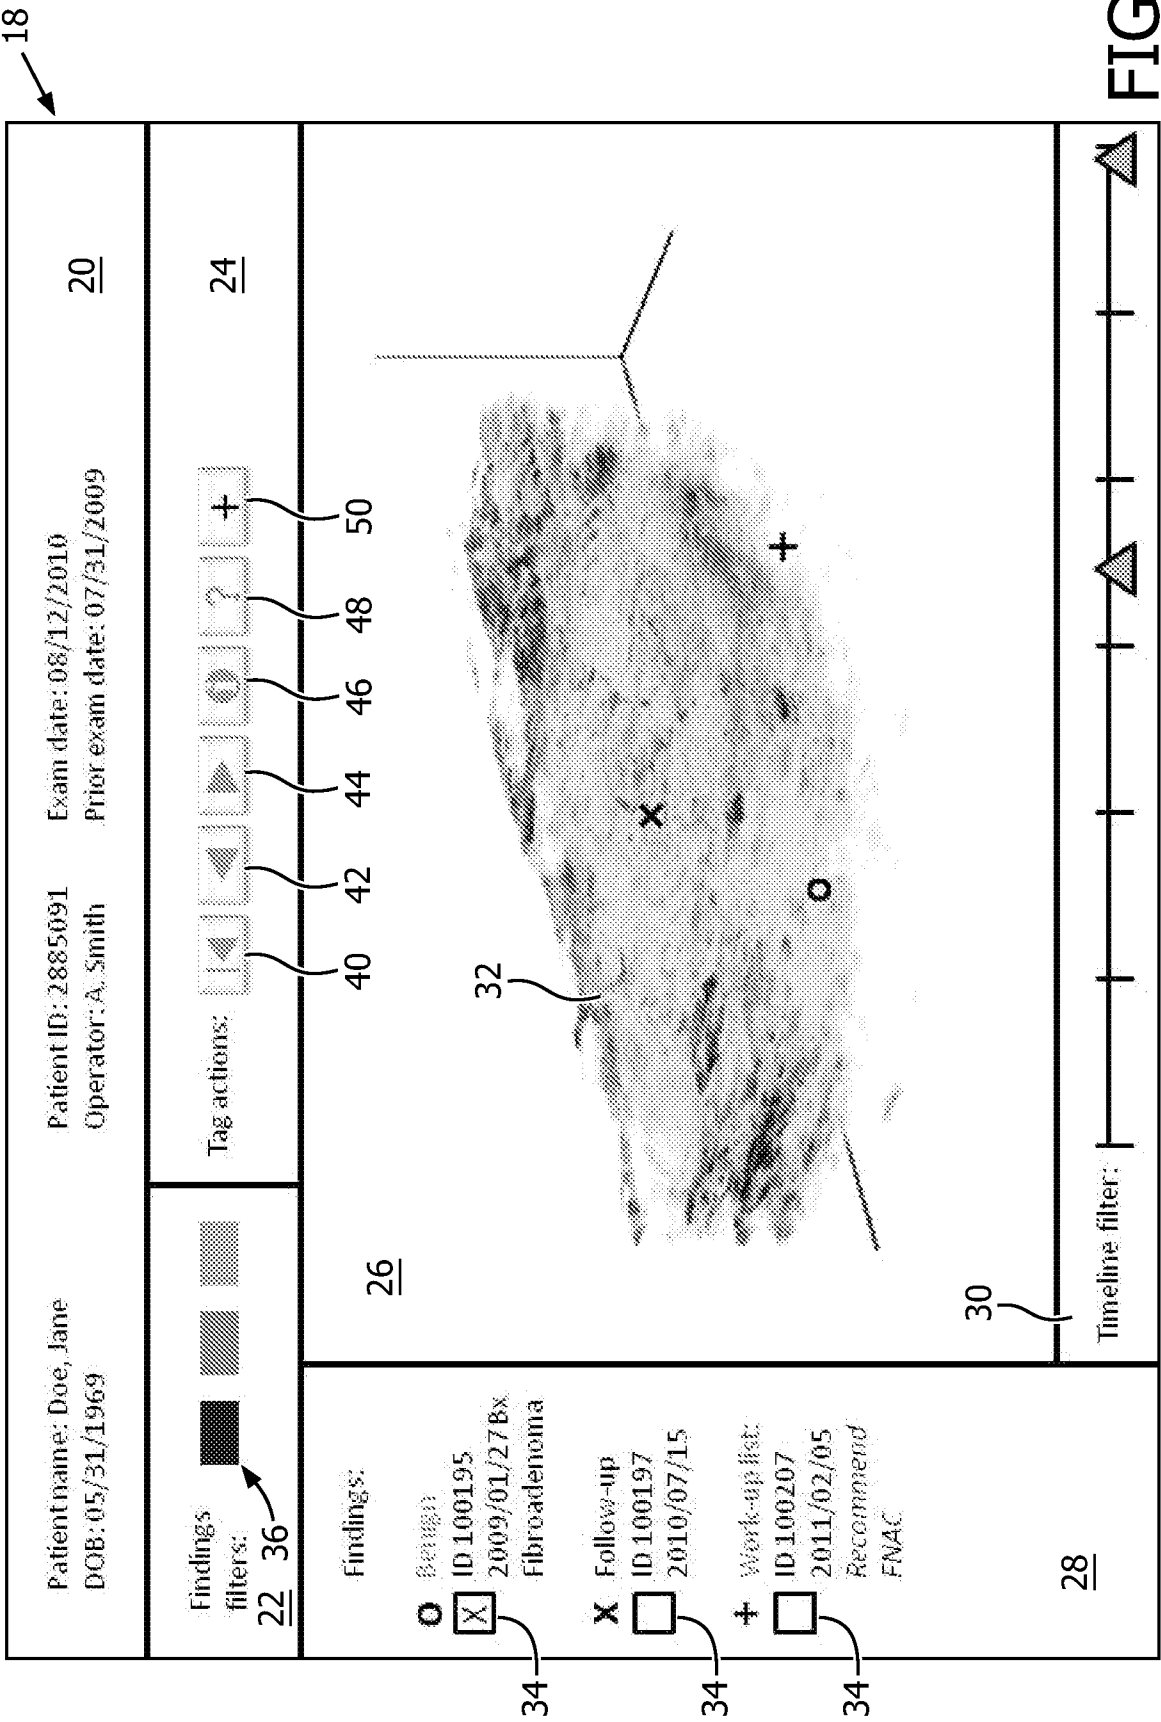 18
Patient name: Doe, Jane
Patient ID: 2885091
Exam date: 08/12/2010
DOB: 05/31/1969
Operator: A. Smith
Prior exam date: 07/31/2009
20
Findings
filters:
22
36
Tag actions:
?
+
24
40
42
44
46
48
50
Findings:
O Benign
X ID 100195
2009/01/27 Bx
Fibroadenoma
X Follow-up
ID 100197
2010/07/15
+ Work-up list:
ID 100207
2011/02/05
Recommend
FNAC
34
34
34
28
26
32
X
O
+
30
Timeline filter:
FIG